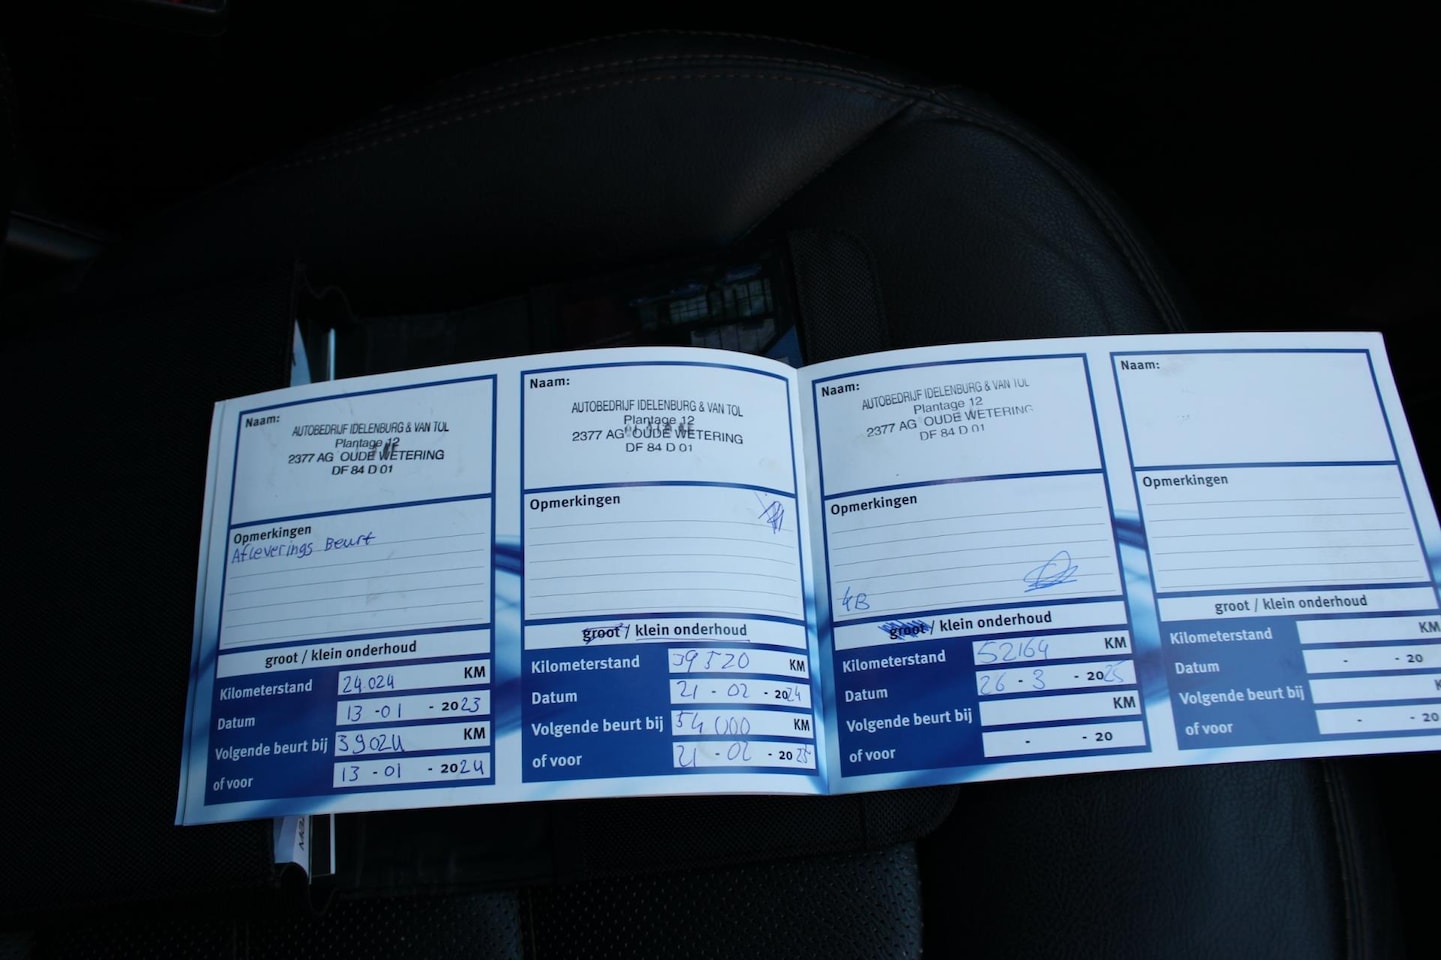 Naam:
AUTOBEDRIJF IDELENBURG & VAN TOL
Plantage 12
2377 AG OUDE WETERING
DF 84 D 01
Opmerkingen
Afleverings Beurt
groot / klein onderhoud
Kilometerstand 24.024 KM
Datum 13 - 01 - 2023
Volgende beurt bij 39024 KM
of voor 13 - 01 - 2024
Naam:
AUTOBEDRIJF IDELENBURG & VAN TOL
Plantage 12
2377 AG OUDE WETERING
DF 84 D 01
Opmerkingen
groot / klein onderhoud
Kilometerstand 39520 KM
Datum 21 - 02 - 2024
Volgende beurt bij 54000 KM
of voor 21 - 02 - 2025
Naam:
AUTOBEDRIJF IDELENBURG & VAN TOL
Plantage 12
2377 AG OUDE WETERING
DF 84 D 01
Opmerkingen
groot / klein onderhoud
Kilometerstand 52164 KM
Datum 26 - 3 - 2025
Volgende beurt bij KM
of voor - - 20
Naam:
Opmerkingen
groot / klein onderhoud
Kilometerstand KM
Datum - - 20
Volgende beurt bij
of voor - - 20